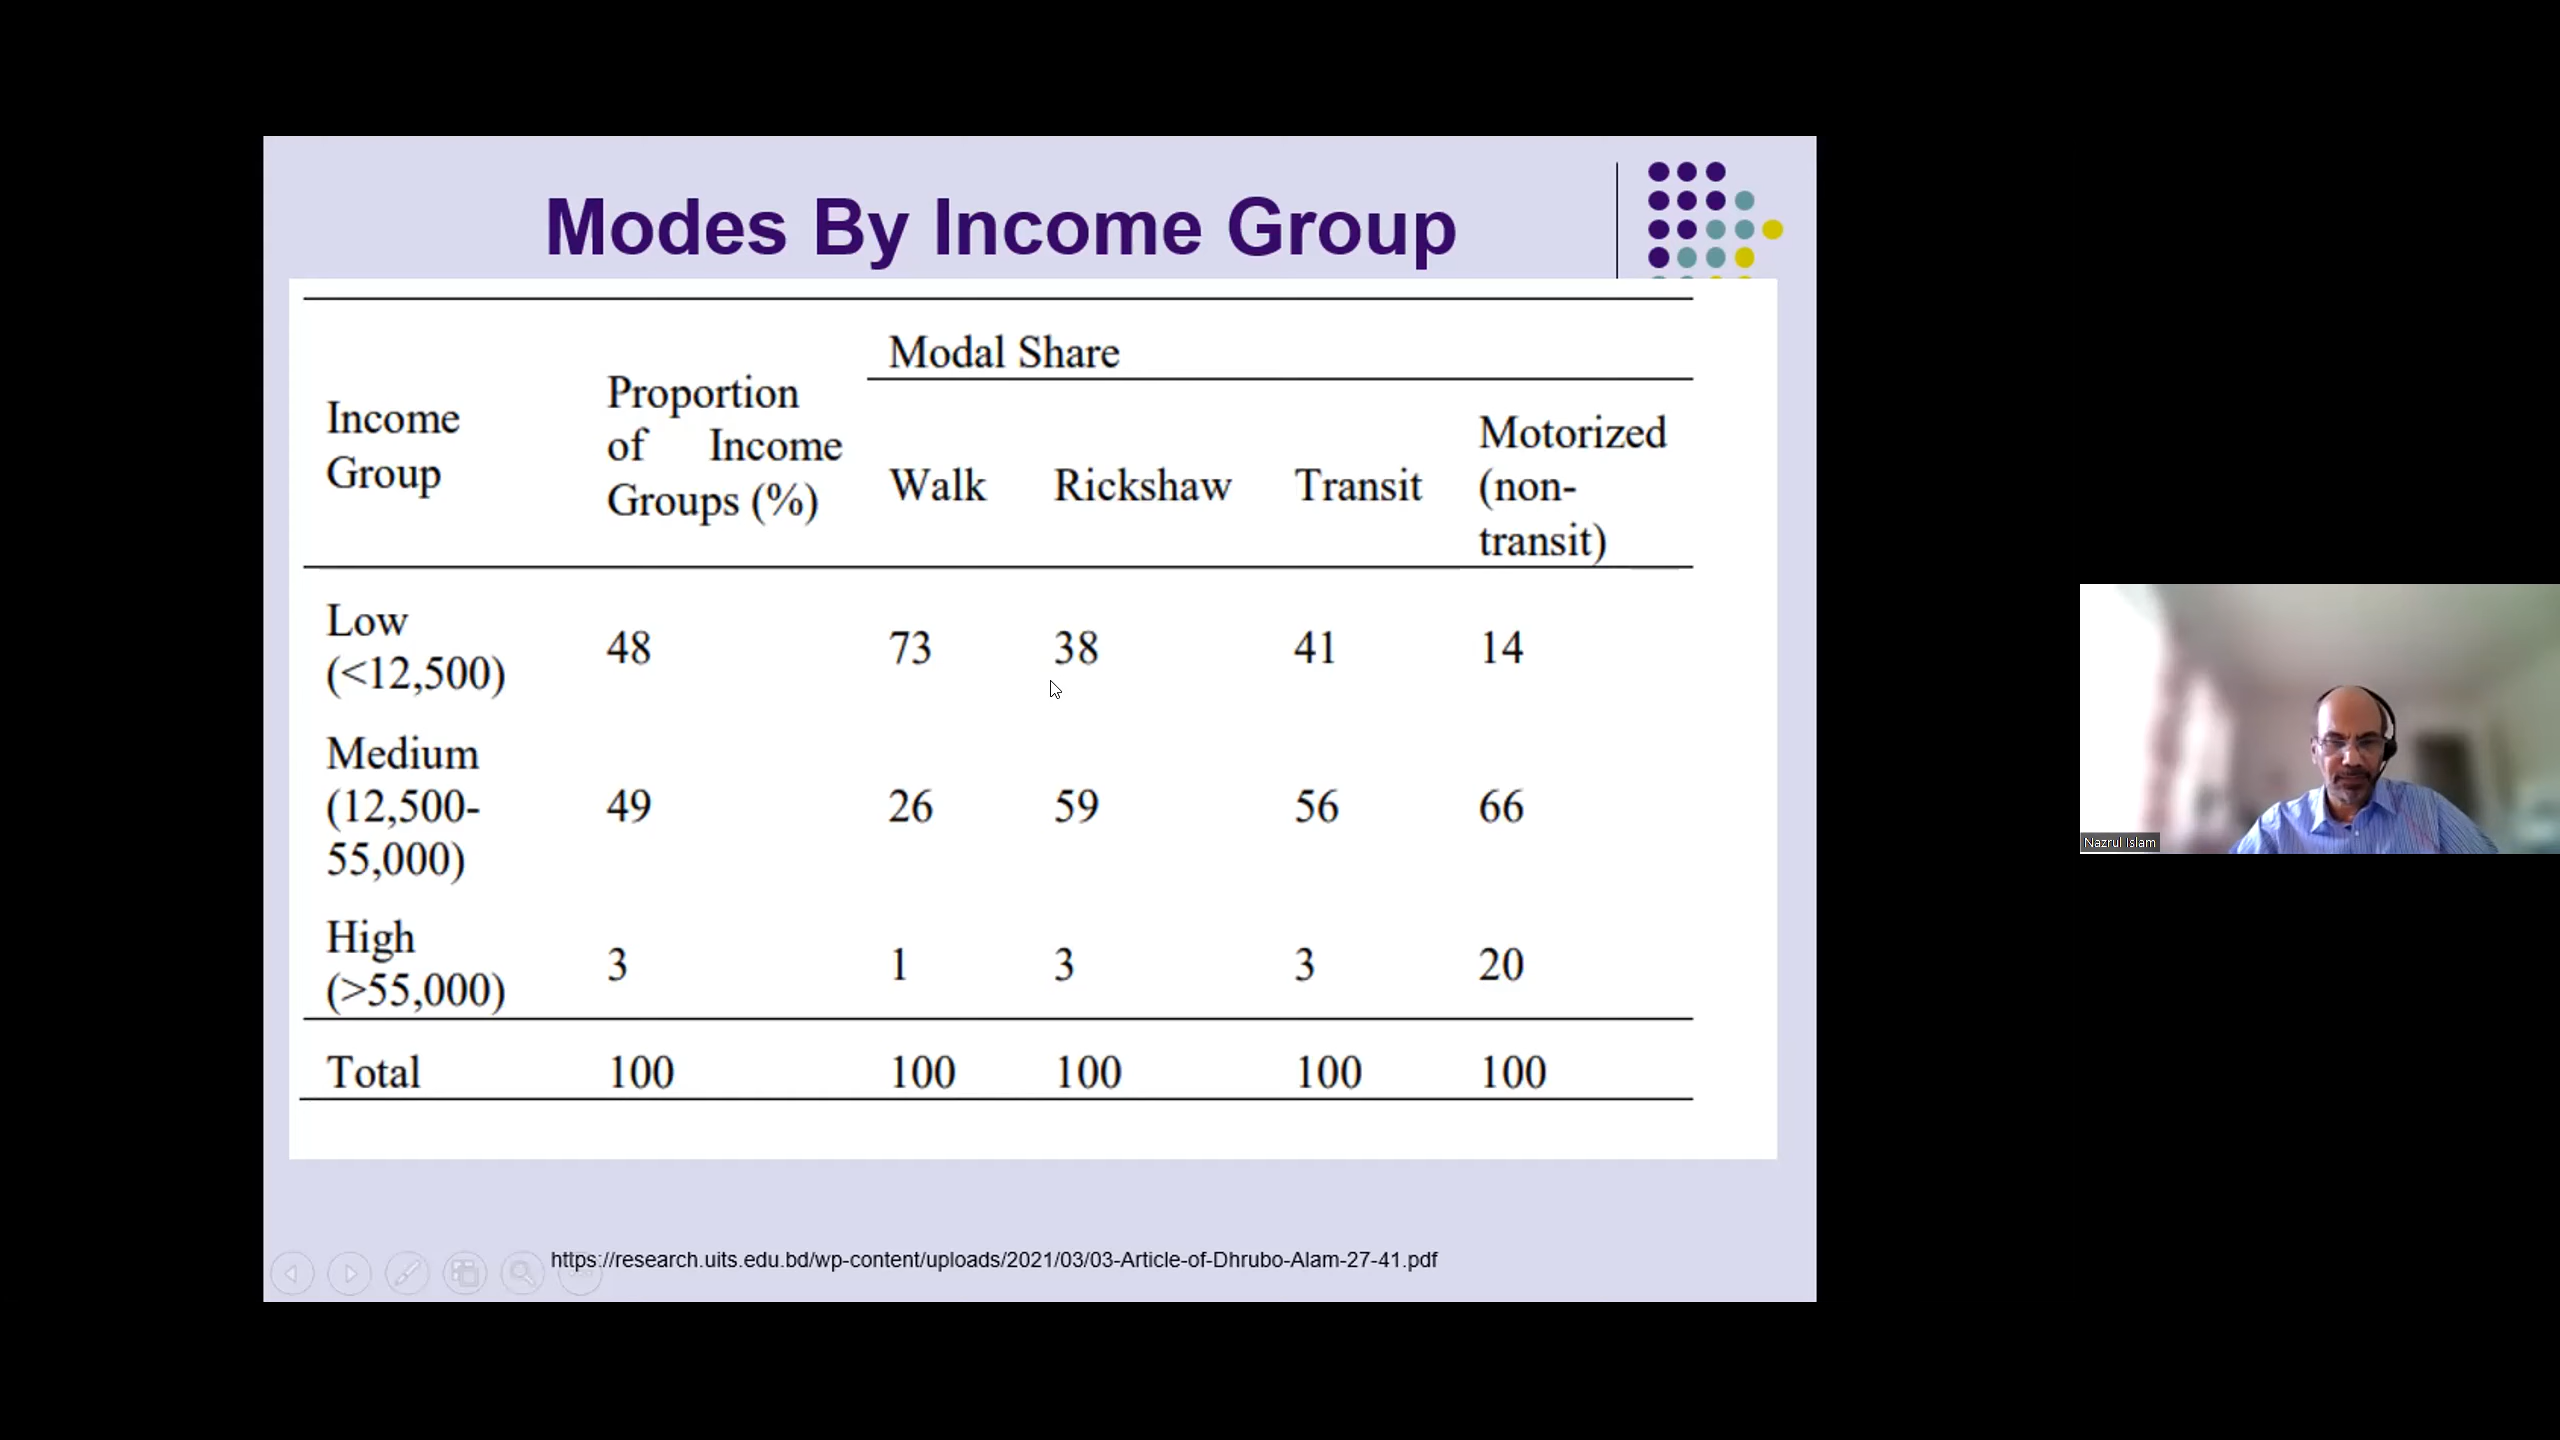 Modes By Income Group
Income
Group
Proportion
of Income
Groups (%)
Modal Share
Walk
Rickshaw
Transit
Motorized
(non-
transit)
Low
(<12,500)
48
73
38
41
14
Medium
(12,500-
55,000)
49
26
59
56
66
High
(>55,000)
3
1
3
3
20
Total
100
100
100
100
100
https://research.uits.edu.bd/wp-content/uploads/2021/03/03-Article-of-Dhrubo-Alam-27-41.pdf
Nazrul Islam